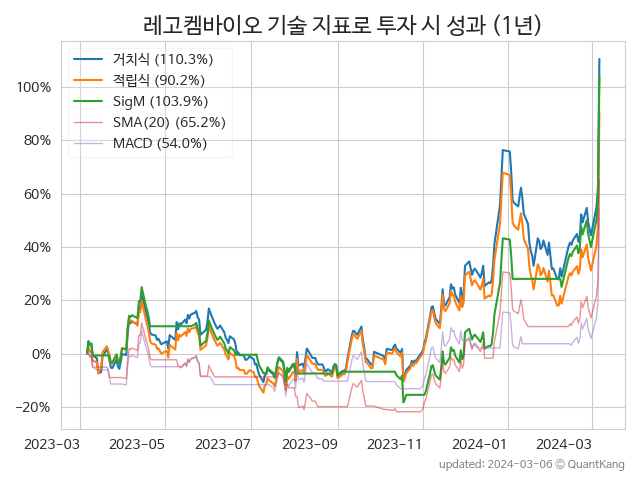 레고켐바이오 기술 지표로 투자 시 성과 (1년)
거치식 (110.3%)
적립식 (90.2%)
SigM (103.9%)
SMA(20) (65.2%)
MACD (54.0%)
100%
80%
60%
40%
20%
0%
−20%
2023−03
2023−05
2023−07
2023−09
2023−11
2024−01
2024−03
updated: 2024-03-06 © QuantKang